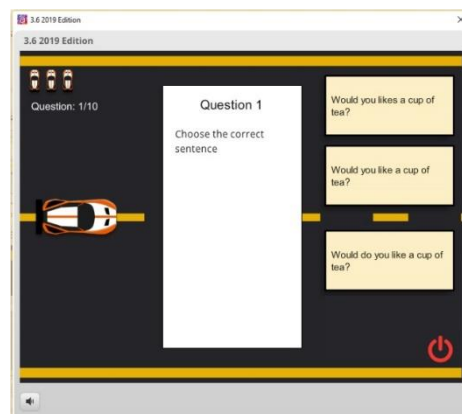 3.6 2019 Edition
3.6 2019 Edition
Question: 1/10
Question 1
Choose the correct
sentence
Would you likes a cup of
tea?
Would you like a cup of
tea?
Would do you like a cup of
tea?